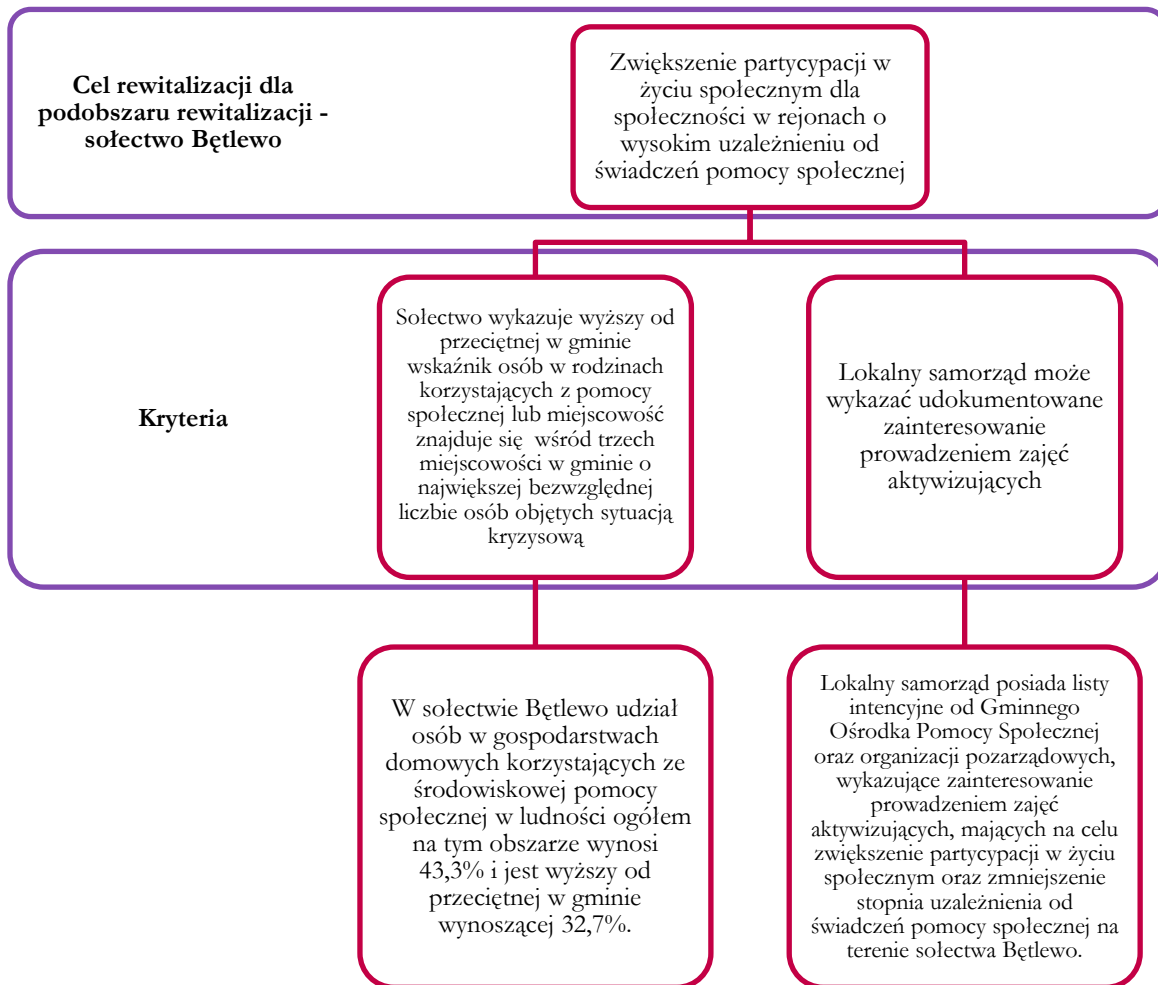 Cel rewitalizacji dla
podobszaru rewitalizacji -
sołectwo Bętlewo
Zwiększenie partycypacji w
życiu społecznym dla
społeczności w rejonach o
wysokim uzależnieniu od
świadczeń pomocy społecznej
Kryteria
Sołectwo wykazuje wyższy od
przeciętnej w gminie
wskaźnik osób w rodzinach
korzystających z pomocy
społecznej lub miejscowość
znajduje się wśród trzech
miejscowości w gminie o
największej bezwzględnej
liczbie osób objętych sytuacją
kryzysową
Lokalny samorząd może
wykazać udokumentowane
zainteresowanie
prowadzeniem zajęć
aktywizujących
W sołectwie Bętlewo udział
osób w gospodarstwach
domowych korzystających ze
środowiskowej pomocy
społecznej w ludności ogółem
na tym obszarze wynosi
43,3% i jest wyższy od
przeciętnej w gminie
wynoszącej 32,7%.
Lokalny samorząd posiada listy
intencyjne od Gminnego
Ośrodka Pomocy Społecznej
oraz organizacji pozarządowych,
wykazujące zainteresowanie
prowadzeniem zajęć
aktywizujących, mających na celu
zwiększenie partycypacji w życiu
społecznym oraz zmniejszenie
stopnia uzależnienia od
świadczeń pomocy społecznej na
terenie sołectwa Bętlewo.